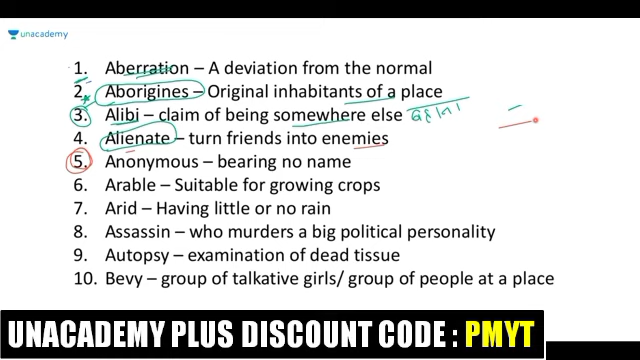 unacademy
1. Aberration – A deviation from the normal
2. Aborigines – Original inhabitants of a place
3. Alibi – claim of being somewhere else
4. Alienate – turn friends into enemies
5. Anonymous – bearing no name
6. Arable – Suitable for growing crops
7. Arid – Having little or no rain
8. Assassin – who murders a big political personality
9. Autopsy – examination of dead tissue
10. Bevy – group of talkative girls/ group of people at a place
UNACADEMY PLUS DISCOUNT CODE : PMYT